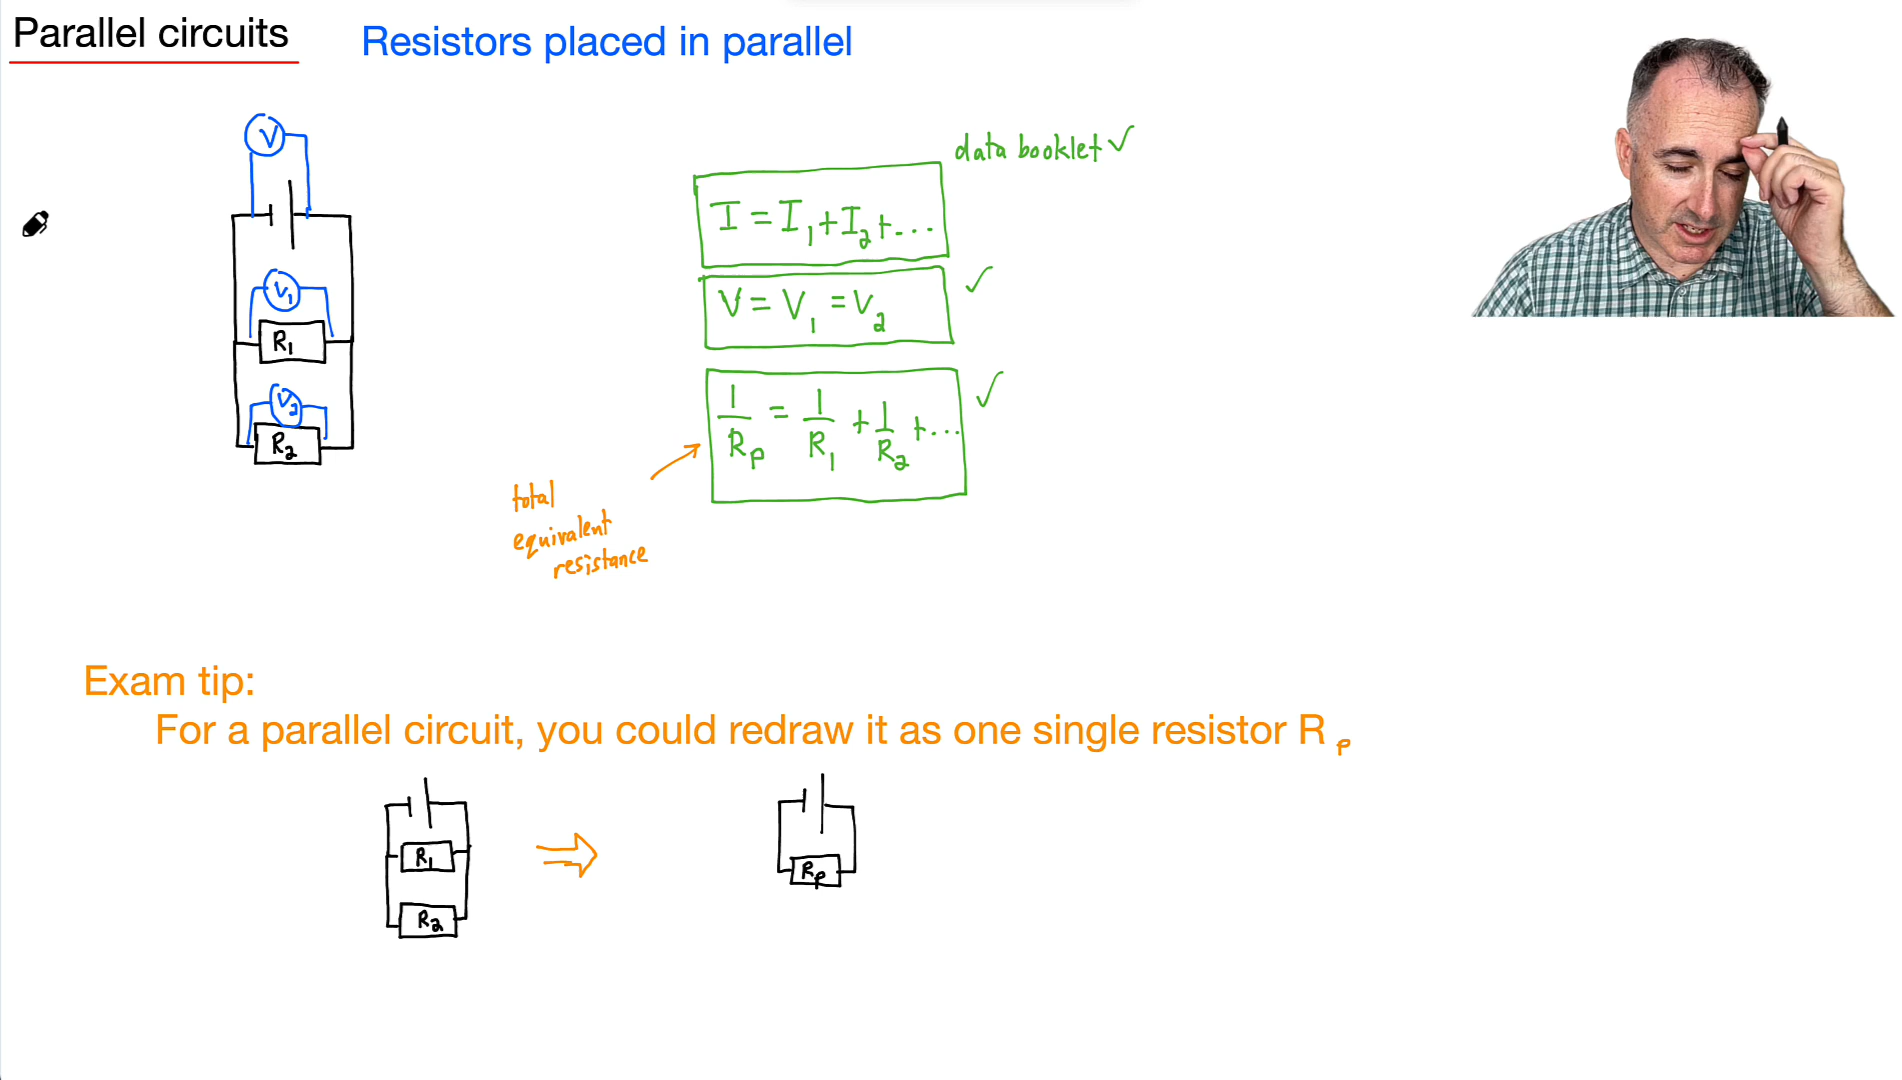 Parallel circuits
Resistors placed in parallel
V
V₁
R₁
V₂
R₂
data booklet ✓
I = I₁ + I₂ + ...
V = V₁ = V₂ ✓
1/Rₚ = 1/R₁ + 1/R₂ + ... ✓
total
equivalent
resistance
Exam tip:
For a parallel circuit, you could redraw it as one single resistor R ₚ
R₁
R₂
⇒
Rₚ